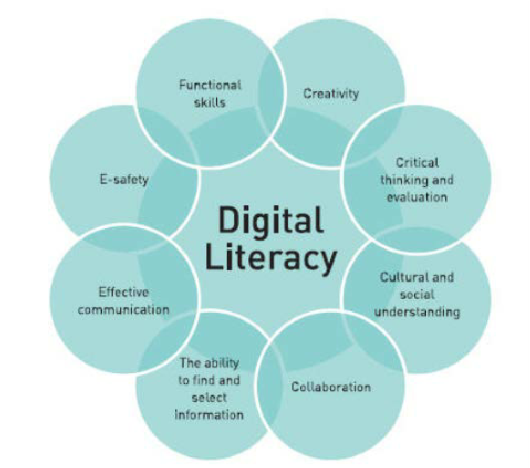 Functional
skills
Creativity
Critical
thinking and
evaluation
Cultural and
social
understanding
Collaboration
The ability
to find and
select
Information
Effective
communication
E-safety
Digital
Literacy